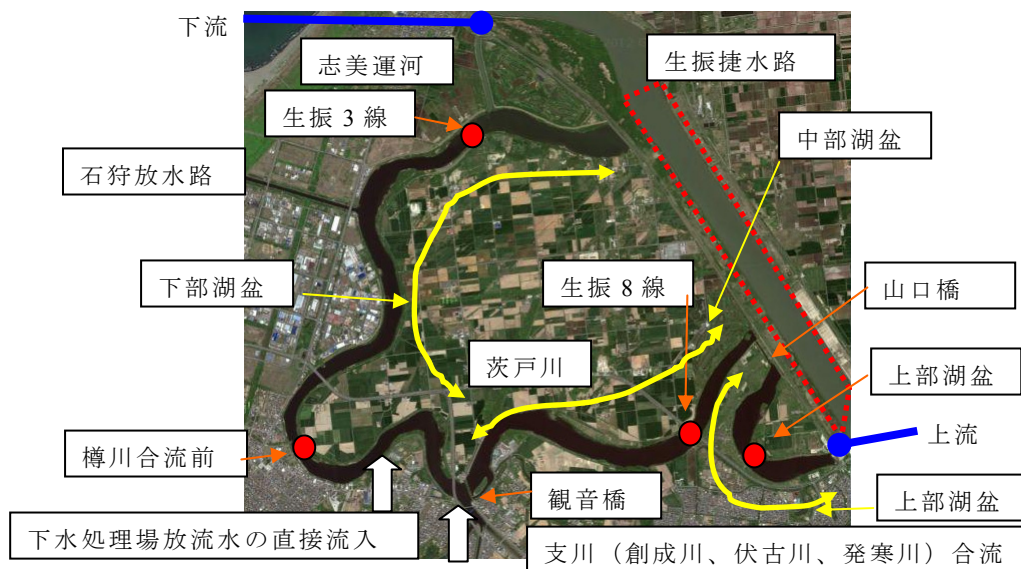 下流
志美運河
生振捷水路
生振３線
中部湖盆
石狩放水路
下部湖盆
生振８線
山口橋
茨戸川
上部湖盆
上流
樽川合流前
観音橋
上部湖盆
下水処理場放流水の直接流入
支川（創成川、伏古川、発寒川）合流